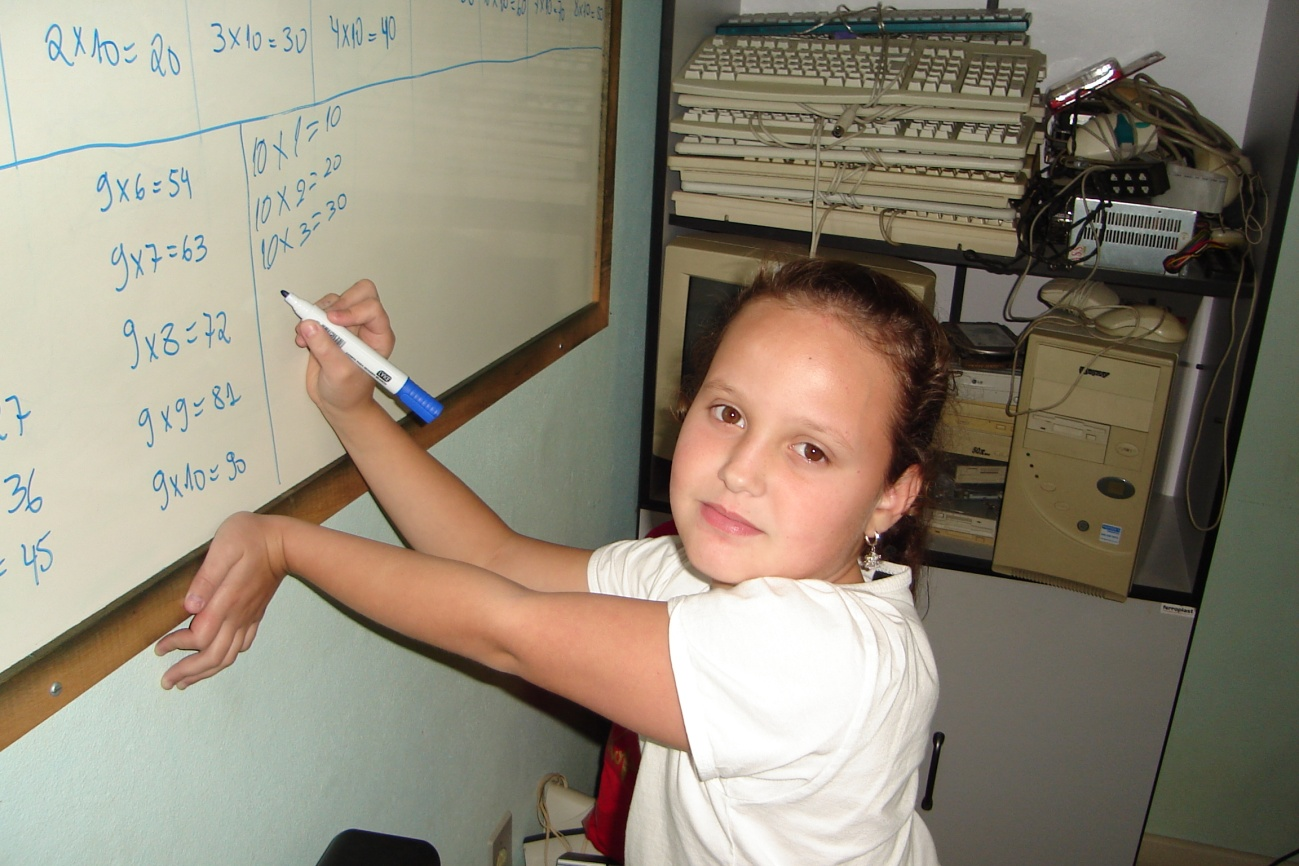 2x10=20 3x10=30 4x10=40
9x6=54
9x7=63
9x8=72
9x9=81
9x10=90
10x1=10
10x2=20
10x3=30
27
36
= 45
ferroplast